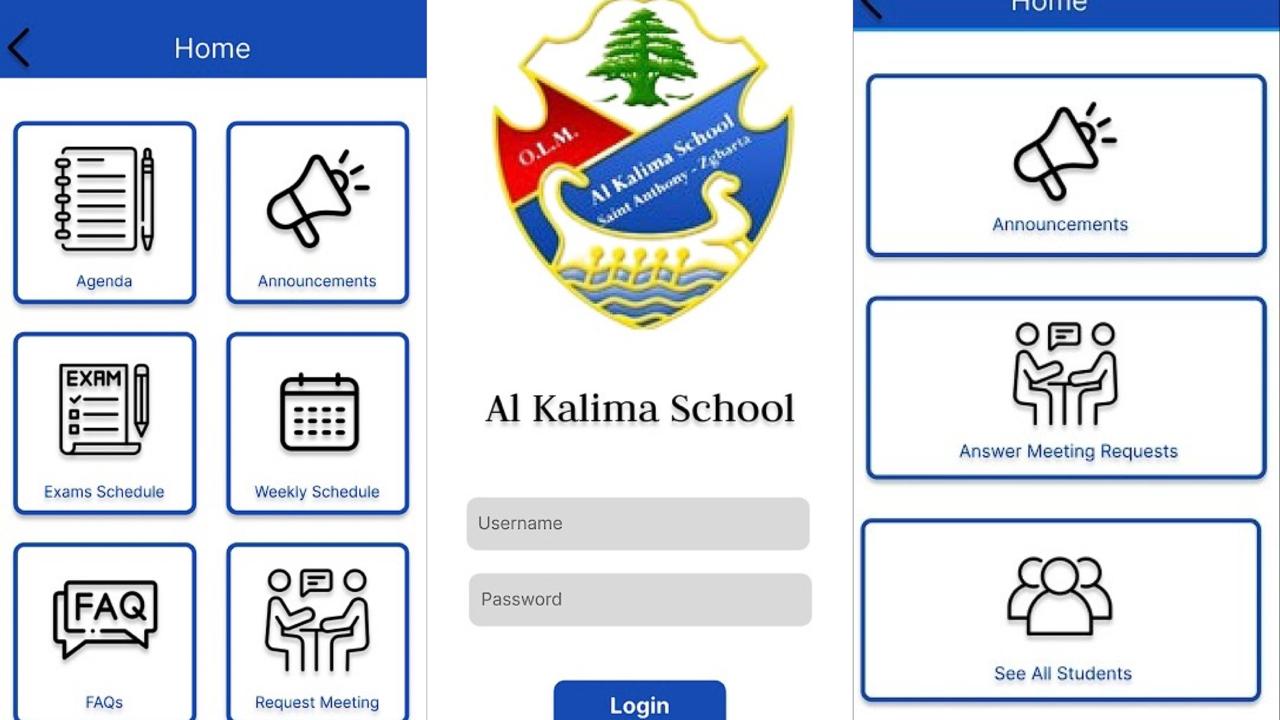 Home
Agenda
Announcements
EXAM
Exams Schedule
Weekly Schedule
FAQ
FAQs
Request Meeting
O.L.M.
Al Kalima School
Saint Anthony - Zgharta
Al Kalima School
Username
Password
Login
Home
Announcements
Answer Meeting Requests
See All Students